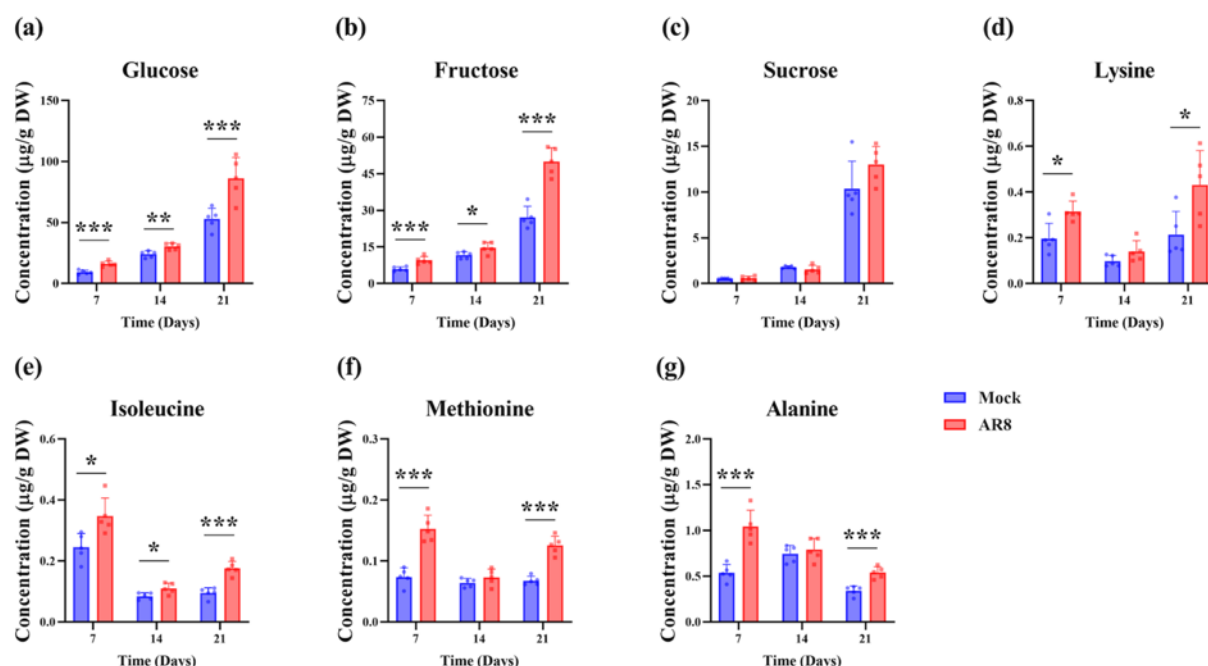 (a)
Glucose
Concentration (µg/g DW)
150
100
50
0
***
**
***
7
14
21
Time (Days)
(b)
Fructose
Concentration (µg/g DW)
75
60
45
30
15
0
***
*
***
7
14
21
Time (Days)
(c)
Sucrose
Concentration (µg/g DW)
20
15
10
5
0
7
14
21
Time (Days)
(d)
Lysine
Concentration (µg/g DW)
0.8
0.6
0.4
0.2
0.0
*
*
7
14
21
Time (Days)
(e)
Isoleucine
Concentration (µg/g DW)
0.6
0.4
0.2
0.0
*
*
***
7
14
21
Time (Days)
(f)
Methionine
Concentration (µg/g DW)
0.3
0.2
0.1
0.0
***
***
7
14
21
Time (Days)
(g)
Alanine
Concentration (µg/g DW)
2.0
1.5
1.0
0.5
0.0
***
***
7
14
21
Time (Days)
Mock
AR8